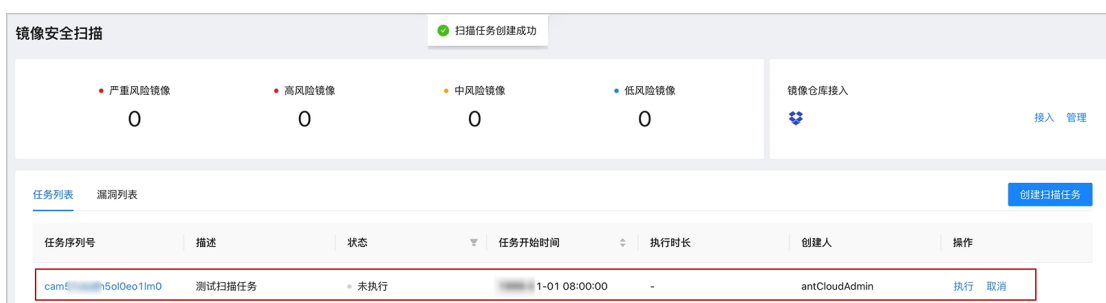 镜像安全扫描
扫描任务创建成功
严重风险镜像
高风险镜像
中风险镜像
低风险镜像
镜像仓库接入
0
0
0
0
接入 管理
任务列表 漏洞列表
创建扫描任务
任务序列号 描述 状态 任务开始时间 执行时长 创建人 操作
测试扫描任务 未执行 1-01 08:00:00 - antCloudAdmin 执行 取消